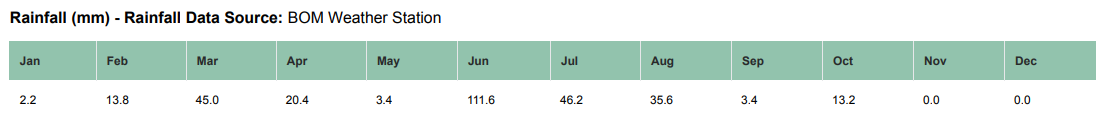 Rainfall (mm) - Rainfall Data Source: BOM Weather Station
Jan Feb Mar Apr May Jun Jul Aug Sep Oct Nov Dec
2.2 13.8 45.0 20.4 3.4 111.6 46.2 35.6 3.4 13.2 0.0 0.0